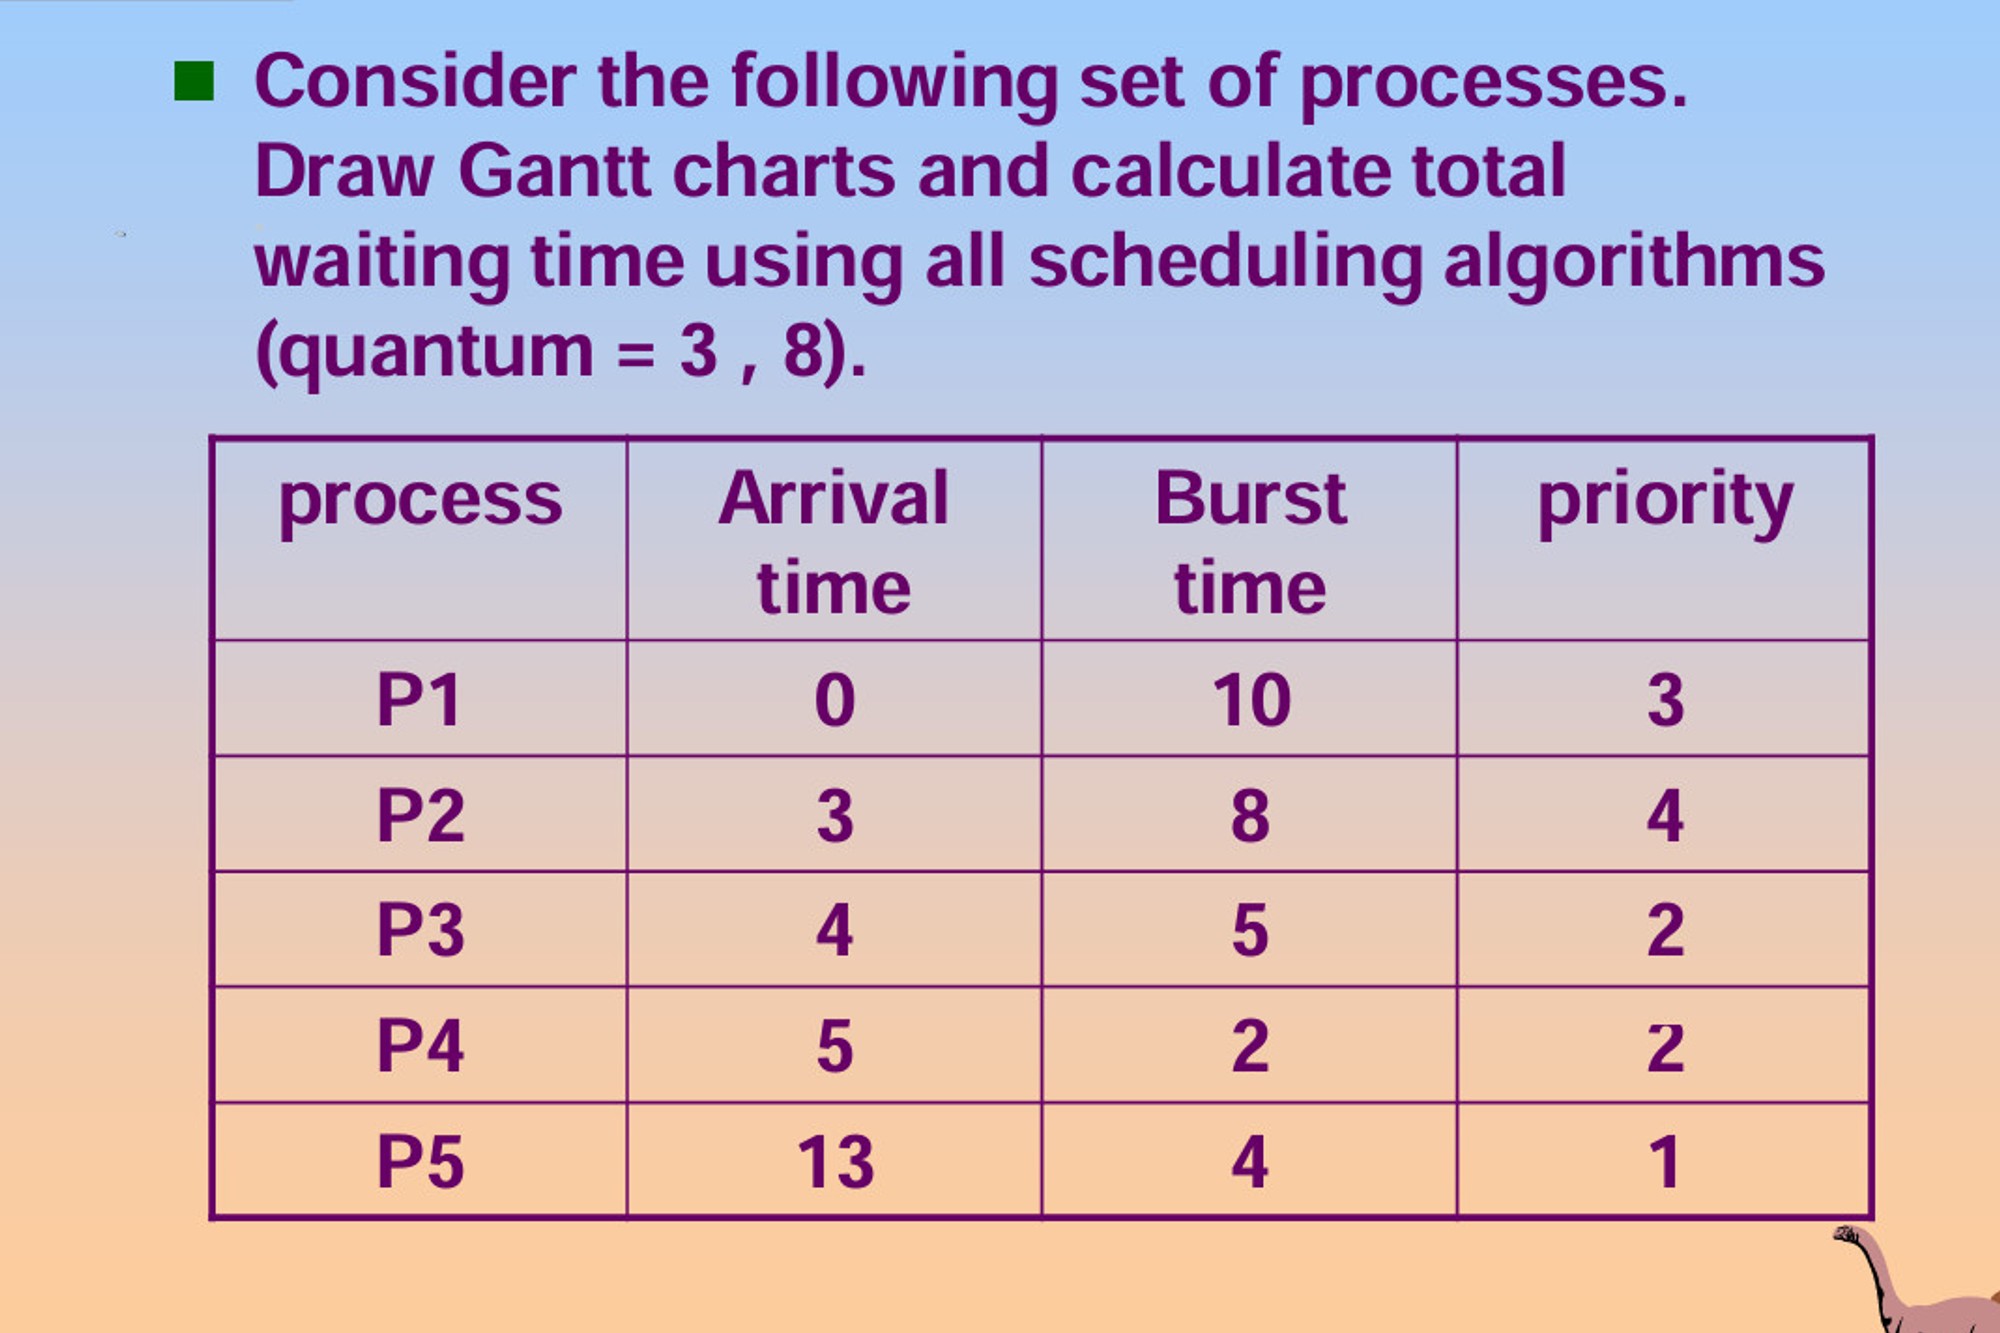 Consider the following set of processes.
Draw Gantt charts and calculate total
waiting time using all scheduling algorithms
(quantum = 3 , 8).
process Arrival time Burst time priority
P1 0 10 3
P2 3 8 4
P3 4 5 2
P4 5 2 2
P5 13 4 1